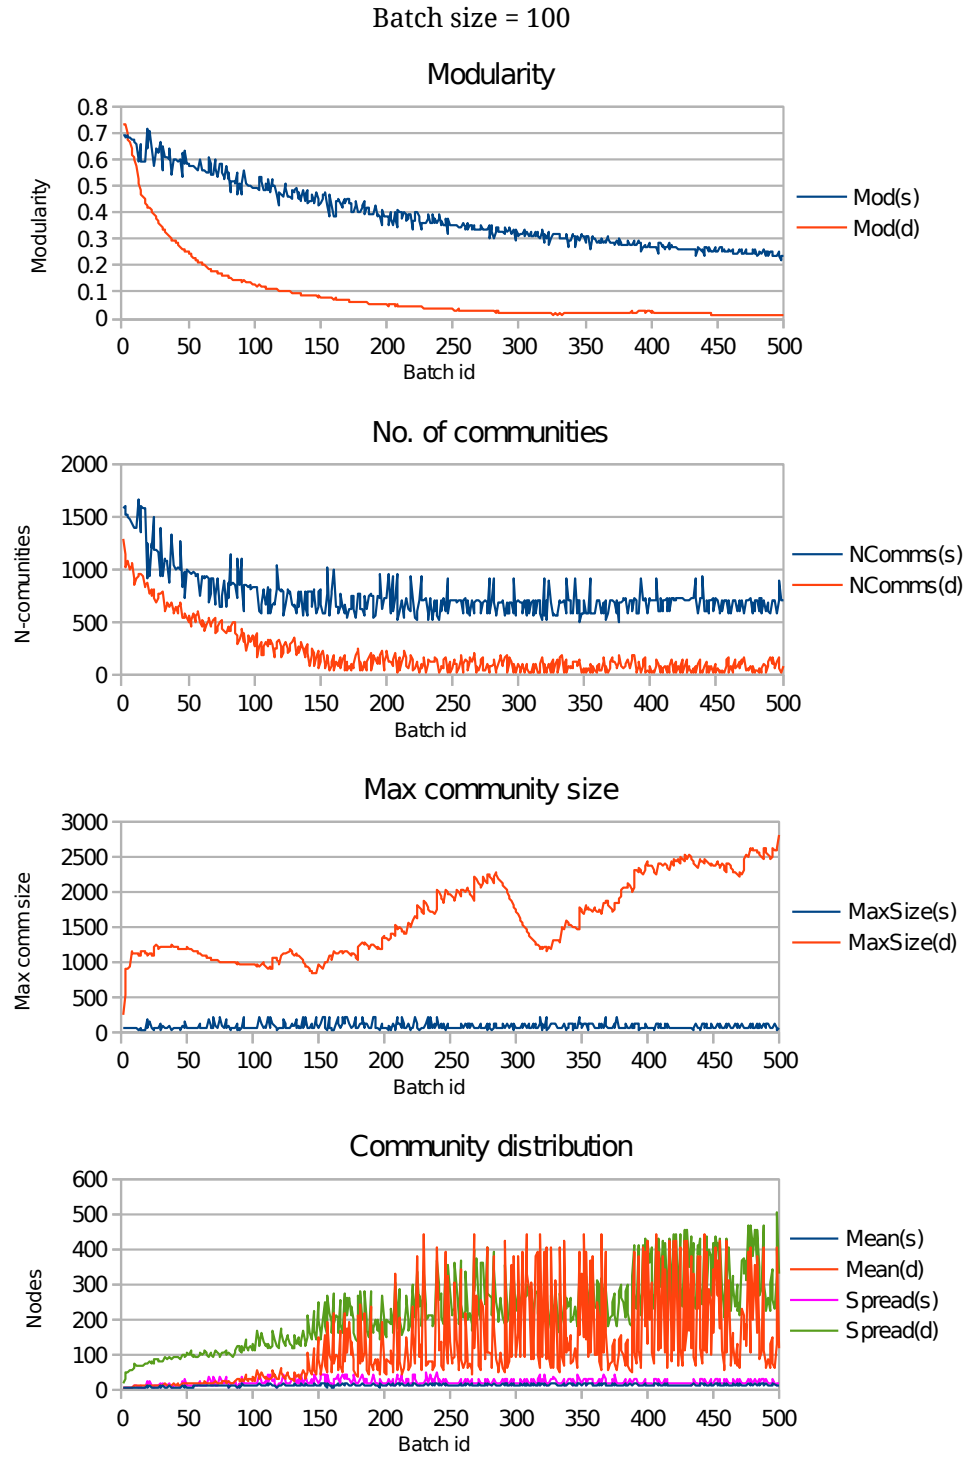 Batch size = 100
Modularity
0.8
0.7
0.6
0.5
0.4
0.3
0.2
0.1
0
Modularity
0 50 100 150 200 250 300 350 400 450 500
Batch id
Mod(s)
Mod(d)
No. of communities
2000
1500
1000
500
0
N-comunities
0 50 100 150 200 250 300 350 400 450 500
Batch id
NComms(s)
NComms(d)
Max community size
3000
2500
2000
1500
1000
500
0
Max comm size
0 50 100 150 200 250 300 350 400 450 500
Batch id
MaxSize(s)
MaxSize(d)
Community distribution
600
500
400
300
200
100
0
Nodes
0 50 100 150 200 250 300 350 400 450 500
Batch id
Mean(s)
Mean(d)
Spread(s)
Spread(d)